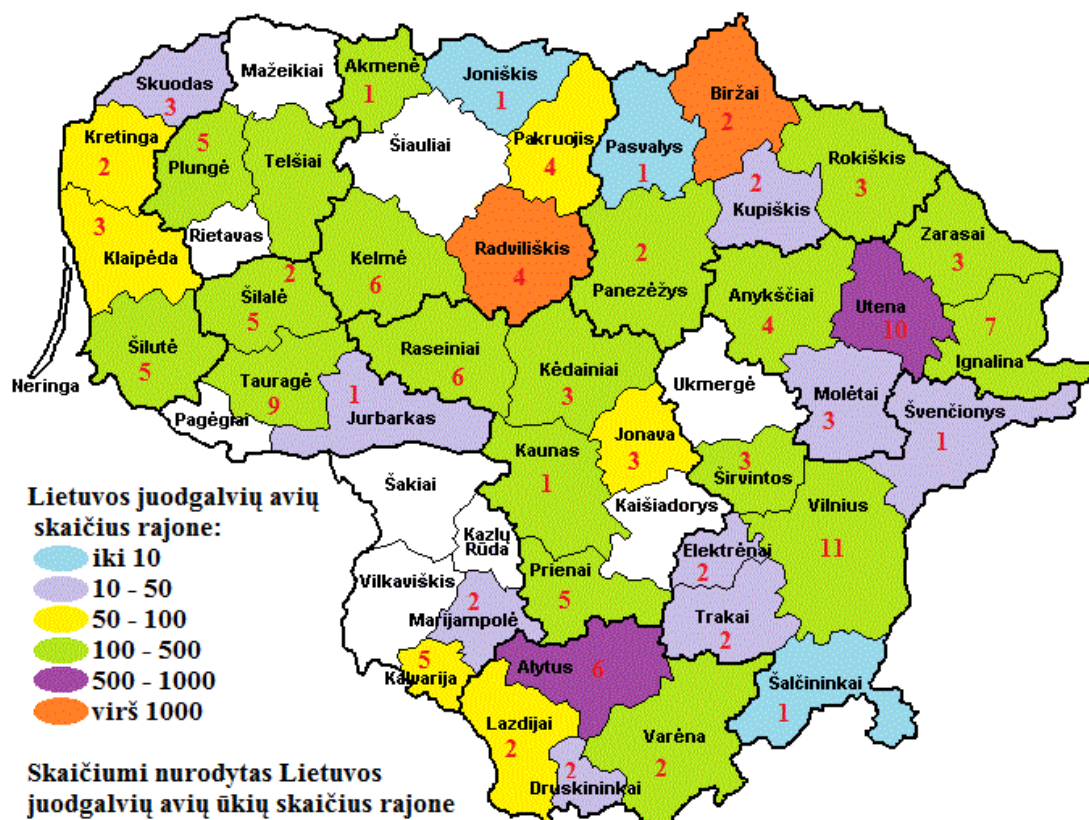 Mažeikiai
Akmenė
1
Joniškis
1
Skuodas
3
Biržai
2
Kretinga
2
5
Plungė
Telšiai
Šiauliai
Pakruojis
4
Pasvalys
1
Rokiškis
3
2
Kupiškis
3
Klaipėda
Rietavas
Kelmė
6
Radviliškis
4
2
Panezėžys
Zarasai
3
2
Šilalė
5
Anykščiai
4
Utena
10
7
Ignalina
Šilutė
5
Neringa
Tauragė
9
Raseiniai
6
Kėdainiai
3
Ukmergė
Molėtai
3
Švenčionys
1
Pagėgiai
1
Jurbarkas
Jonava
3
Kaunas
1
3
Širvintos
Šakiai
Kaišiadorys
Vilnius
11
Kazlų
Rūda
Elektrėnai
2
Vilkaviškis
Prienai
5
2
Marijampolė
Trakai
2
5
Kalvarija
Alytus
6
Šalčininkai
1
Lazdijai
2
Varėna
2
2
Druskininkai
Lietuvos juodgalvių avių
skaičius rajone:
iki 10
10 - 50
50 - 100
100 - 500
500 - 1000
virš 1000
Skaičiumi nurodytas Lietuvos
juodgalvių avių ūkių skaičius rajone